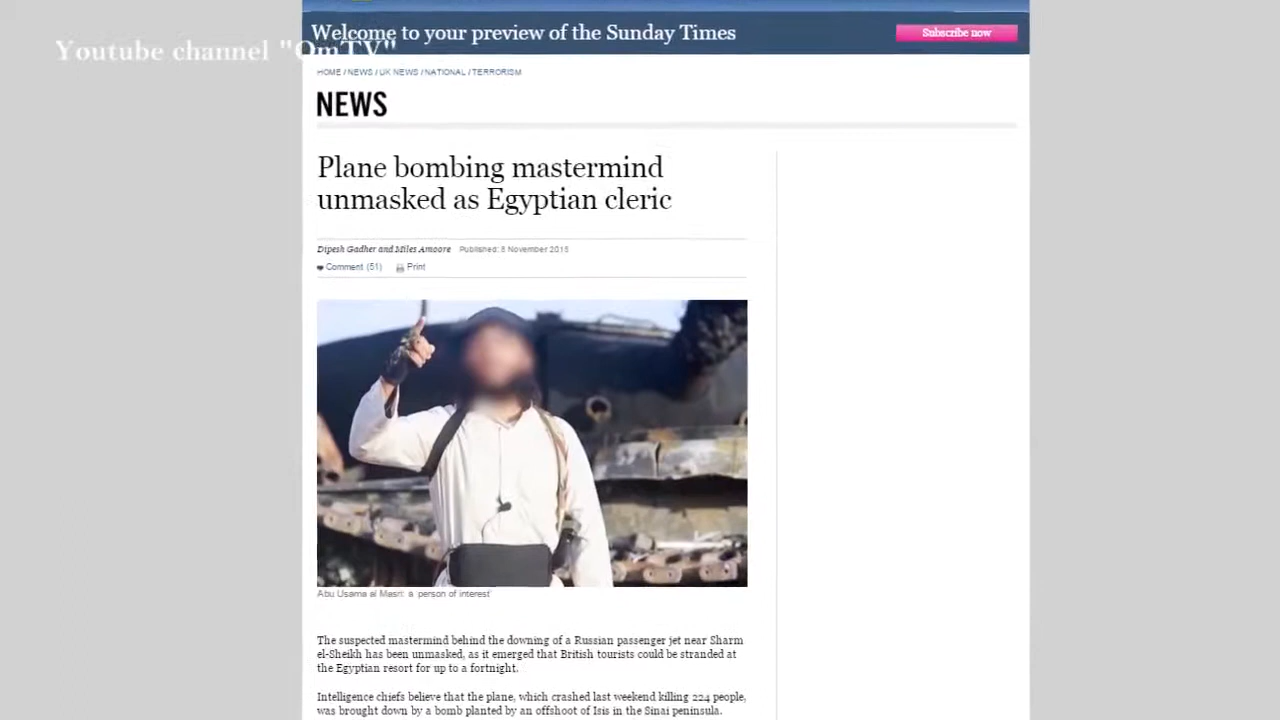 Welcome to your preview of the Sunday Times
Subscribe now
Youtube channel "OmTV"
HOME / NEWS / UK NEWS / NATIONAL / TERRORISM
NEWS
Plane bombing mastermind
unmasked as Egyptian cleric
Dipesh Gadher and Miles Amoore Published: 8 November 2015
Comment (51) Print
Abu Usama al Masri: a 'person of interest'
The suspected mastermind behind the downing of a Russian passenger jet near Sharm
el-Sheikh has been unmasked, as it emerged that British tourists could be stranded at
the Egyptian resort for up to a fortnight.
Intelligence chiefs believe that the plane, which crashed last weekend killing 224 people,
was brought down by a bomb planted by an offshoot of Isis in the Sinai peninsula.